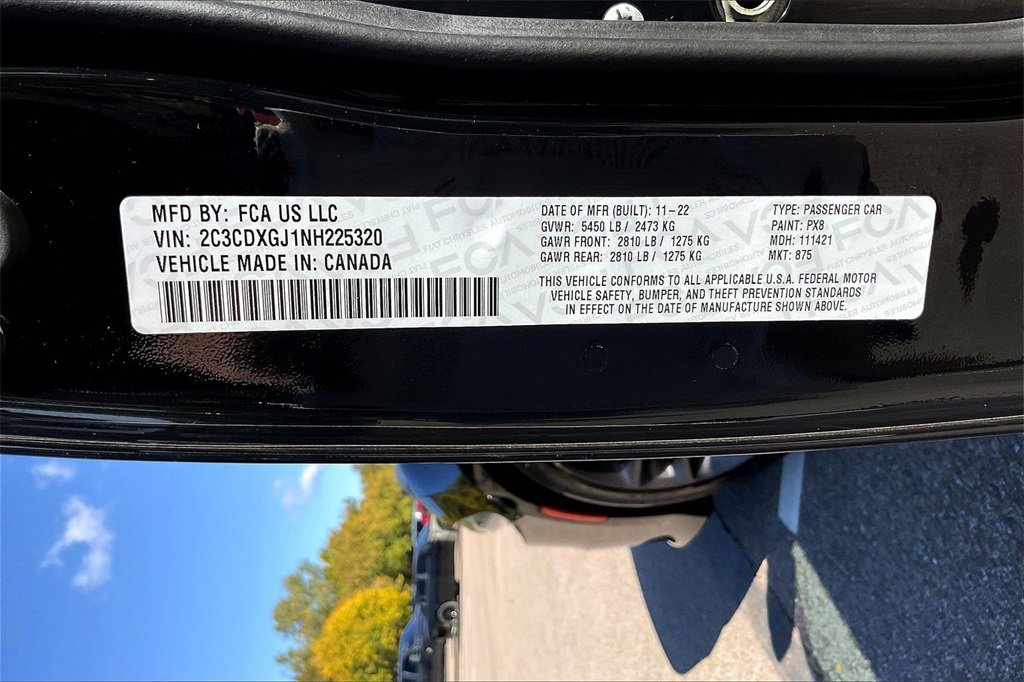 MFD BY: FCA US LLC
VIN: 2C3CDXGJ1NH225320
VEHICLE MADE IN: CANADA
DATE OF MFR (BUILT): 11-22
GVWR: 5450 LB / 2473 KG
GAWR FRONT: 2810 LB / 1275 KG
GAWR REAR: 2810 LB / 1275 KG
TYPE: PASSENGER CAR
PAINT: PX8
MDH: 111421
MKT: 875
THIS VEHICLE CONFORMS TO ALL APPLICABLE U.S.A. FEDERAL MOTOR
VEHICLE SAFETY, BUMPER, AND THEFT PREVENTION STANDARDS
IN EFFECT ON THE DATE OF MANUFACTURE SHOWN ABOVE.